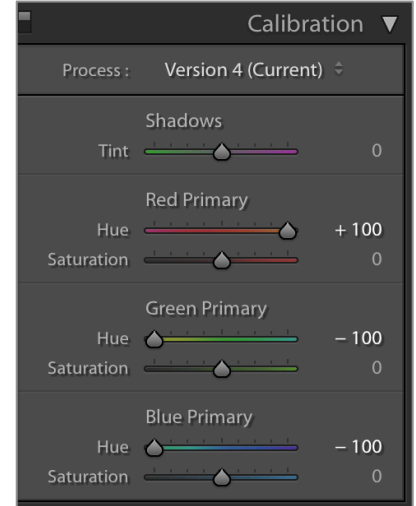 Calibration ▼
Process : Version 4 (Current)
Shadows
Tint 0
Red Primary
Hue + 100
Saturation 0
Green Primary
Hue – 100
Saturation 0
Blue Primary
Hue – 100
Saturation 0